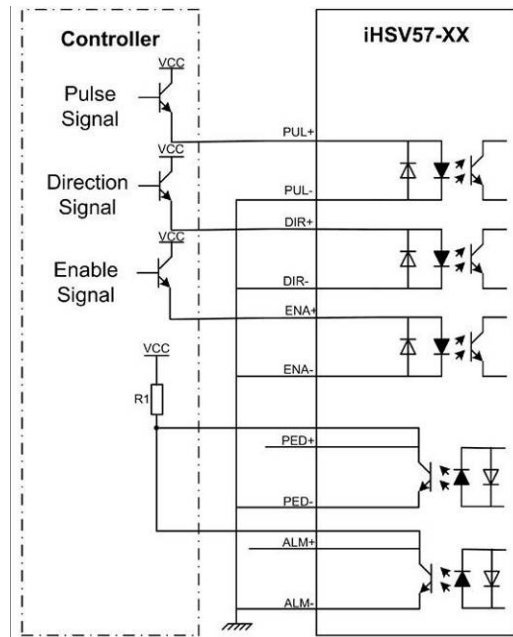 Controller
iHSV57-XX
VCC
Pulse
Signal
PUL+
VCC
Direction
Signal
PUL-
DIR+
VCC
Enable
Signal
DIR-
ENA+
VCC
R1
ENA-
PED+
PED-
ALM+
ALM-